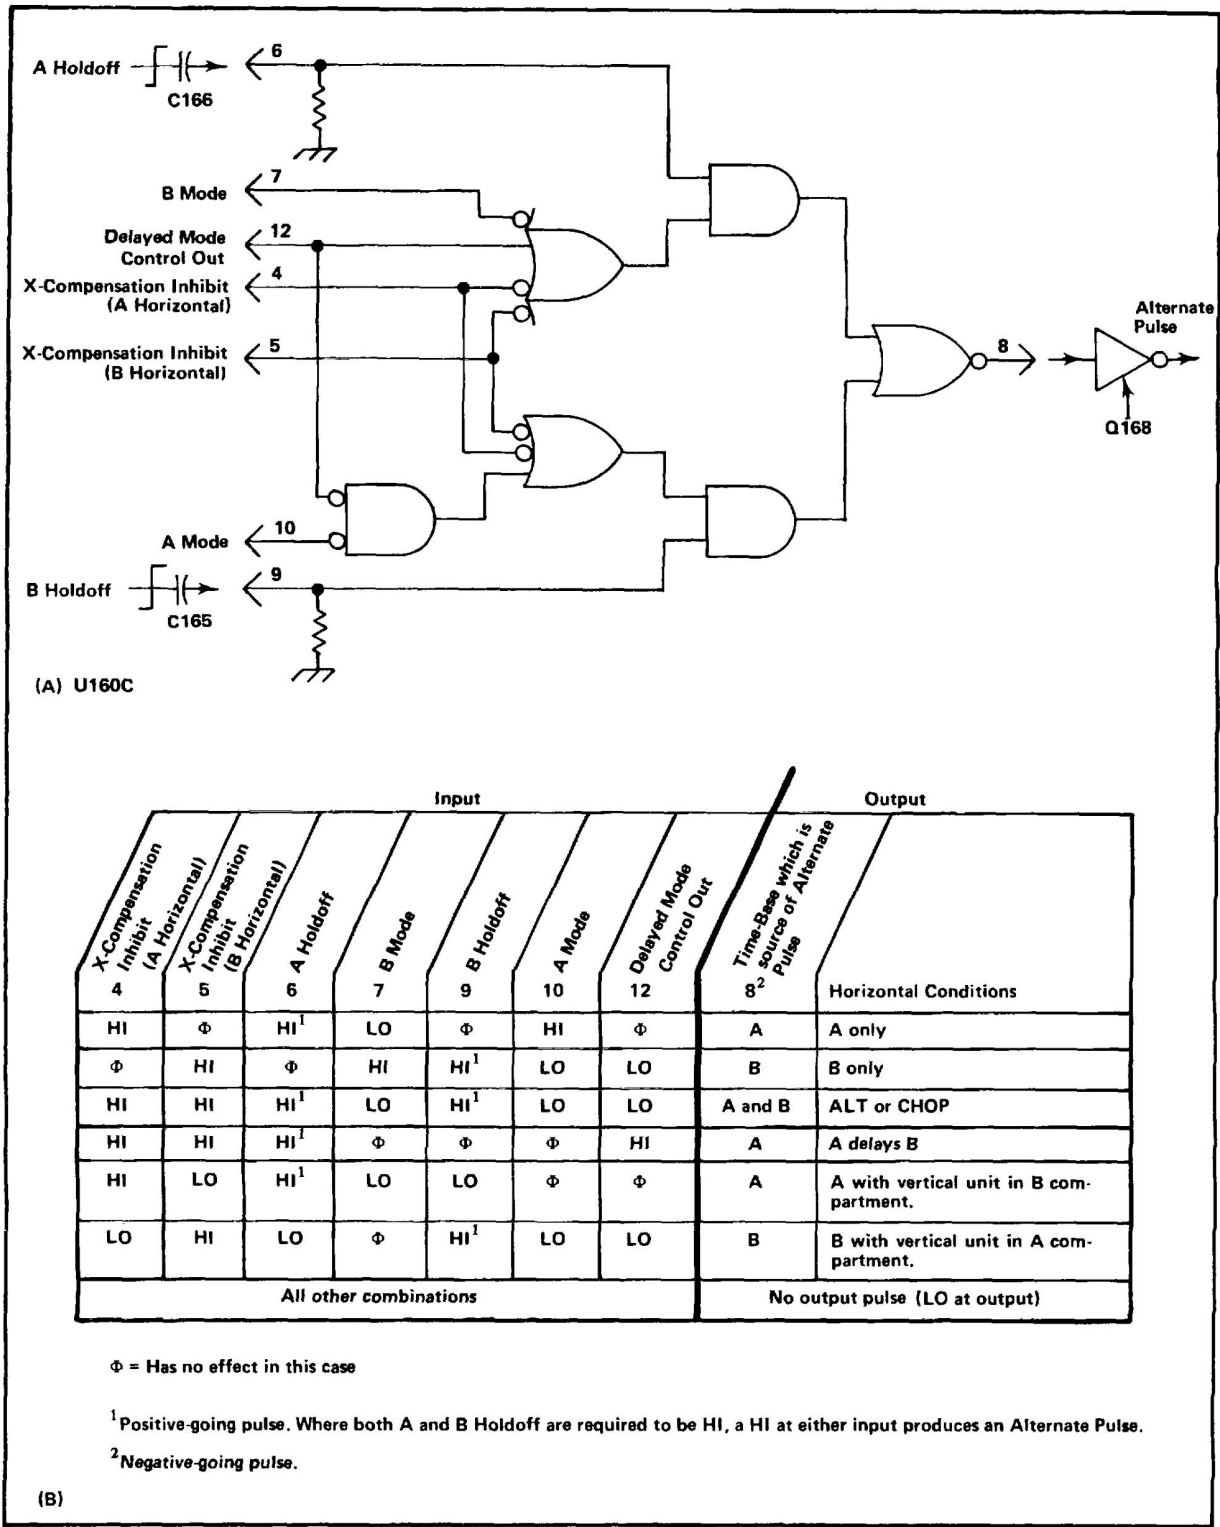 A Holdoff
C166
6
B Mode
7
Delayed Mode
Control Out
12
X-Compensation Inhibit
(A Horizontal)
4
X-Compensation Inhibit
(B Horizontal)
5
A Mode
10
B Holdoff
C165
9
8
Alternate
Pulse
Q168
(A) U160C
Input
Output
X-Compensation
Inhibit
(A Horizontal)
X-Compensation
Inhibit
(B Horizontal)
A Holdoff
B Mode
B Holdoff
A Mode
Delayed Mode
Control Out
Time-Base which is
source of Alternate
Pulse
4 5 6 7 9 10 12 8² Horizontal Conditions
HI Φ HI¹ LO Φ HI Φ A A only
Φ HI Φ HI HI¹ LO LO B B only
HI HI HI¹ LO HI¹ LO LO A and B ALT or CHOP
HI HI HI¹ Φ Φ Φ HI A A delays B
HI LO HI¹ LO LO Φ Φ A A with vertical unit in B com-
partment.
LO HI LO Φ HI¹ LO LO B B with vertical unit in A com-
partment.
All other combinations No output pulse (LO at output)
Φ = Has no effect in this case
¹Positive-going pulse. Where both A and B Holdoff are required to be HI, a HI at either input produces an Alternate Pulse.
²Negative-going pulse.
(B)